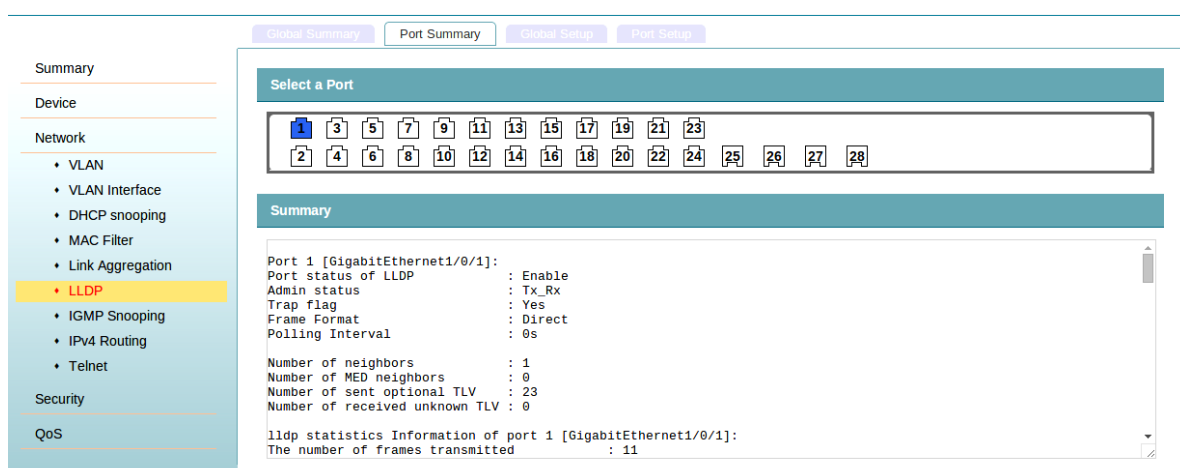 Global Summary Port Summary Global Setup Port Setup
Summary
Device
Network
VLAN
VLAN Interface
DHCP snooping
MAC Filter
Link Aggregation
LLDP
IGMP Snooping
IPv4 Routing
Telnet
Security
QoS
Select a Port
1 3 5 7 9 11 13 15 17 19 21 23
2 4 6 8 10 12 14 16 18 20 22 24 25 26 27 28
Summary
Port 1 [GigabitEthernet1/0/1]:
Port status of LLDP : Enable
Admin status : Tx_Rx
Trap flag : Yes
Frame Format : Direct
Polling Interval : 0s
Number of neighbors : 1
Number of MED neighbors : 0
Number of sent optional TLV : 23
Number of received unknown TLV : 0
lldp statistics Information of port 1 [GigabitEthernet1/0/1]:
The number of frames transmitted : 11